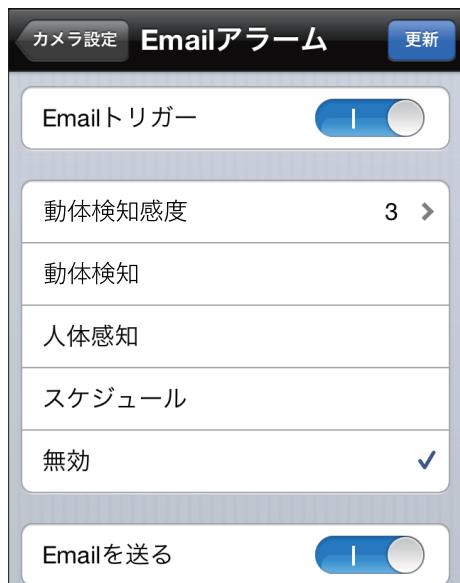 カメラ設定 Emailアラーム 更新
Emailトリガー
動体検知感度 3
動体検知
人体感知
スケジュール
無効
Emailを送る